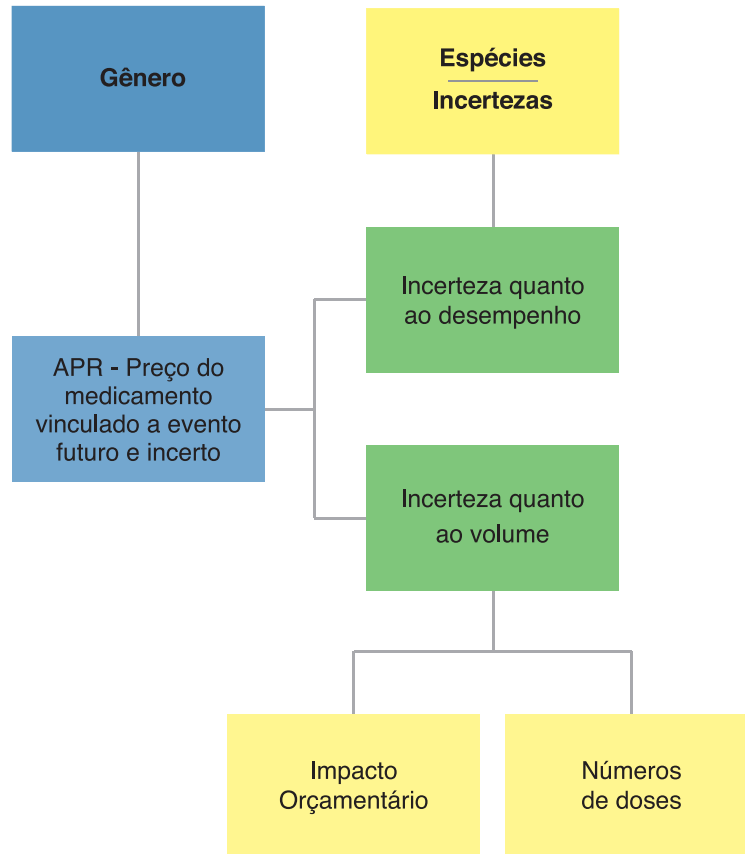 Gênero
Espécies
Incertezas
Incerteza quanto
ao desempenho
APR - Preço do
medicamento
vinculado a evento
futuro e incerto
Incerteza quanto
ao volume
Impacto
Orçamentário
Números
de doses